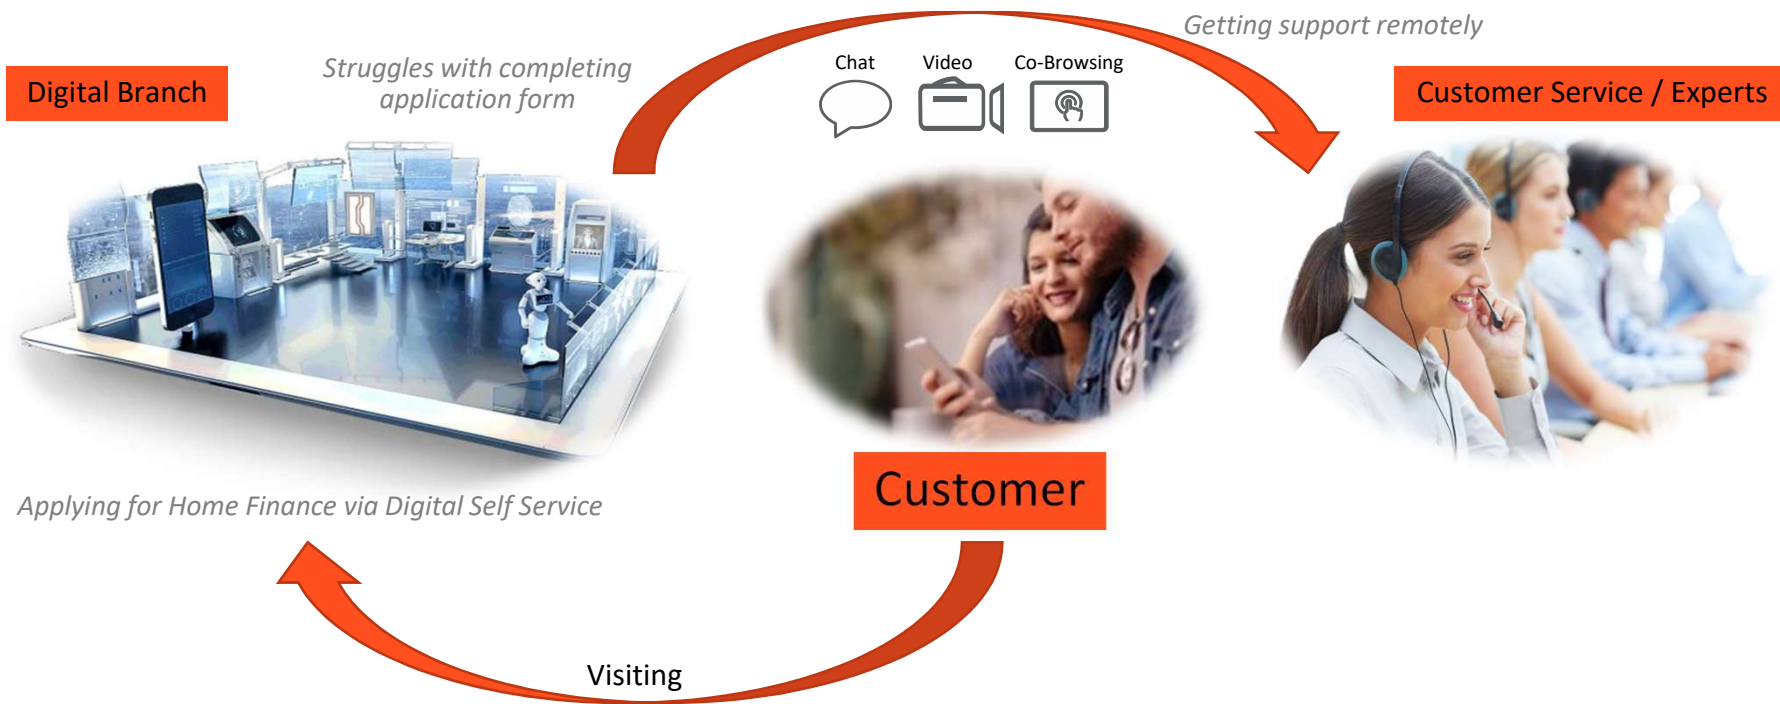 Getting support remotely
Struggles with completing
application form
Chat
Video
Co-Browsing
Digital Branch
Customer Service / Experts
Customer
Applying for Home Finance via Digital Self Service
Visiting